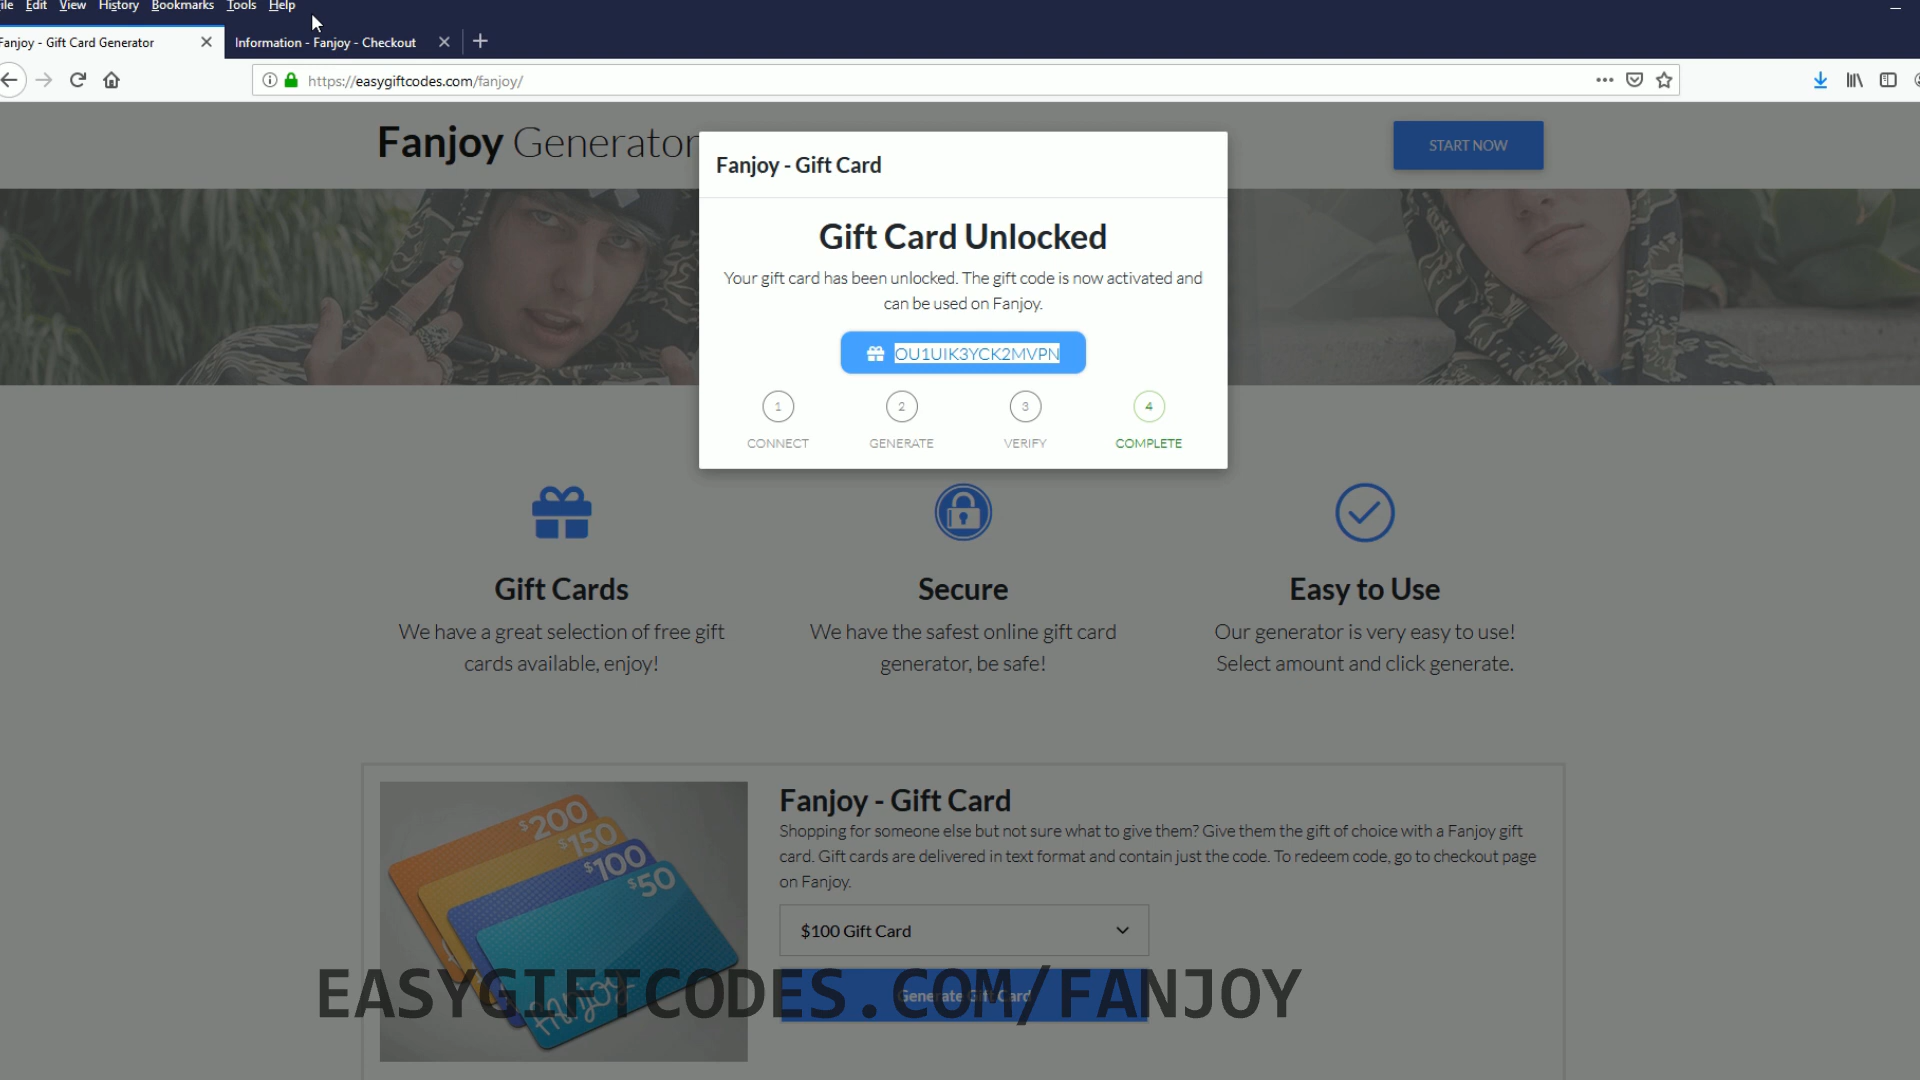 ile Edit View History Bookmarks Tools Help
Fanjoy - Gift Card Generator
Information - Fanjoy - Checkout
https://easygiftcodes.com/fanjoy/
Fanjoy Generator
START NOW
Fanjoy - Gift Card
Gift Card Unlocked
Your gift card has been unlocked. The gift code is now activated and
can be used on Fanjoy.
OU1UIK3YCK2MVPN
1 2 3 4
CONNECT GENERATE VERIFY COMPLETE
Gift Cards
We have a great selection of free gift
cards available, enjoy!
Secure
We have the safest online gift card
generator, be safe!
Easy to Use
Our generator is very easy to use!
Select amount and click generate.
$200
$150
$100
$50
fanjoy
Fanjoy - Gift Card
Shopping for someone else but not sure what to give them? Give them the gift of choice with a Fanjoy gift
card. Gift cards are delivered in text format and contain just the code. To redeem code, go to checkout page
on Fanjoy.
$100 Gift Card
Generate Gift Card
EASYGIFTCODES.COM/FANJOY